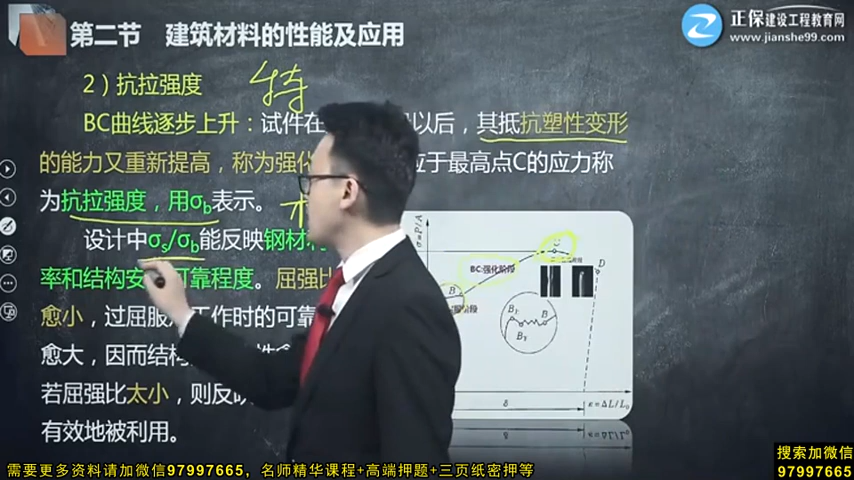 第二节 建筑材料的性能及应用
正保建设工程教育网
www.jianshe99.com
2）抗拉强度
特
BC曲线逐步上升：试件在
以后，其抵抗塑性变形
的能力又重新提高，称为强化
位于最高点C的应力称
为抗拉强度，用σb表示。
设计中σs/σb能反映钢材
率和结构安
可靠程度。屈强比
愈小，过屈服
工作时的可靠
愈大，因而结构
若屈强比太小，则反映
有效地被利用。
σ=P/A
BC:强化阶段
B
D
By
B
By
δ
ε=ΔL/L0
搜索加微信
97997665
需要更多资料请加微信97997665，名师精华课程+高端押题+三页纸密押等